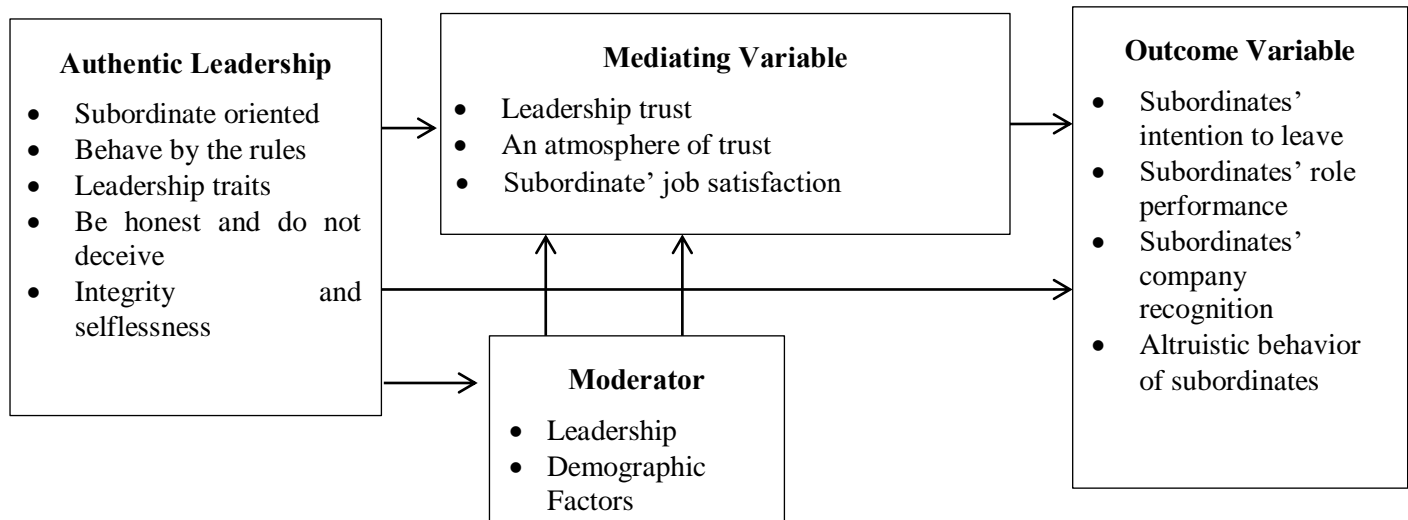 Authentic Leadership
• Subordinate oriented
• Behave by the rules
• Leadership traits
• Be honest and do not
deceive
• Integrity and
selflessness
Mediating Variable
• Leadership trust
• An atmosphere of trust
• Subordinate’ job satisfaction
Moderator
• Leadership
• Demographic
Factors
Outcome Variable
• Subordinates’
intention to leave
• Subordinates’ role
performance
• Subordinates’
company
recognition
• Altruistic behavior
of subordinates